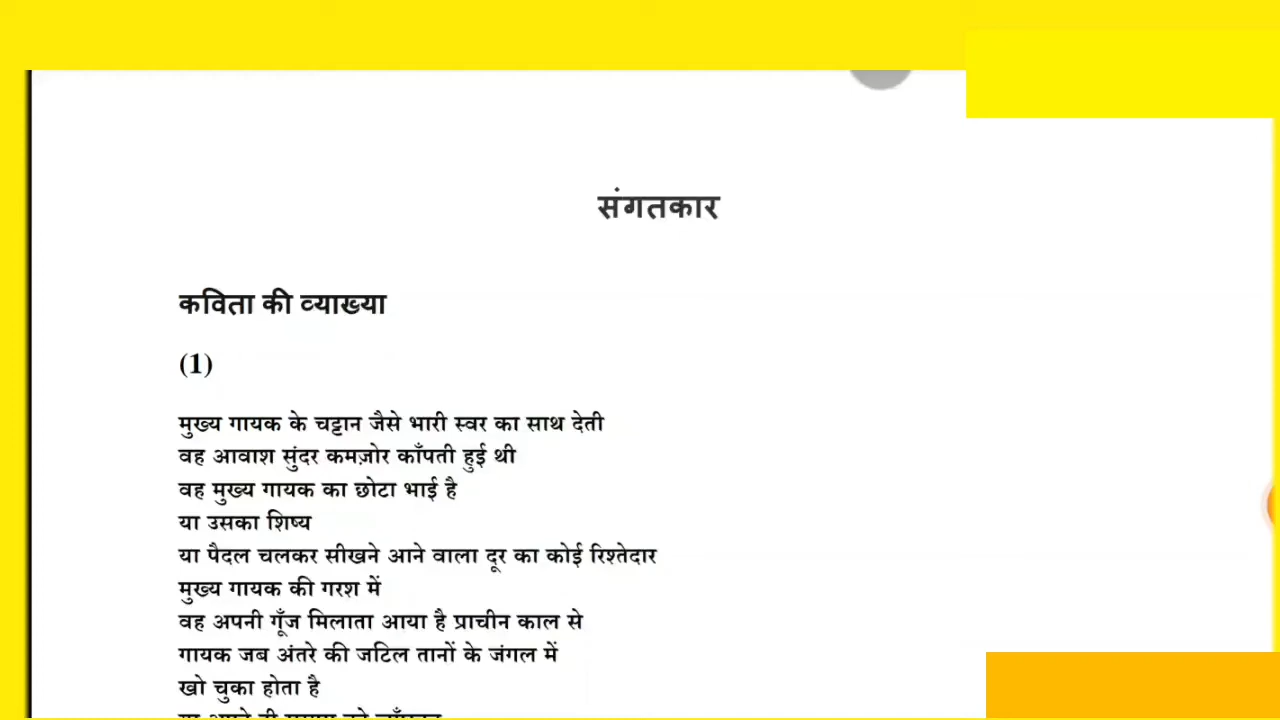 संगतकार
कविता की व्याख्या
(1)
मुख्य गायक के चट्टान जैसे भारी स्वर का साथ देती
वह आवाश सुंदर कमज़ोर काँपती हुई थी
वह मुख्य गायक का छोटा भाई है
या उसका शिष्य
या पैदल चलकर सीखने आने वाला दूर का कोई रिश्तेदार
मुख्य गायक की गरश में
वह अपनी गूँज मिलाता आया है प्राचीन काल से
गायक जब अंतरे की जटिल तानों के जंगल में
खो चुका होता है